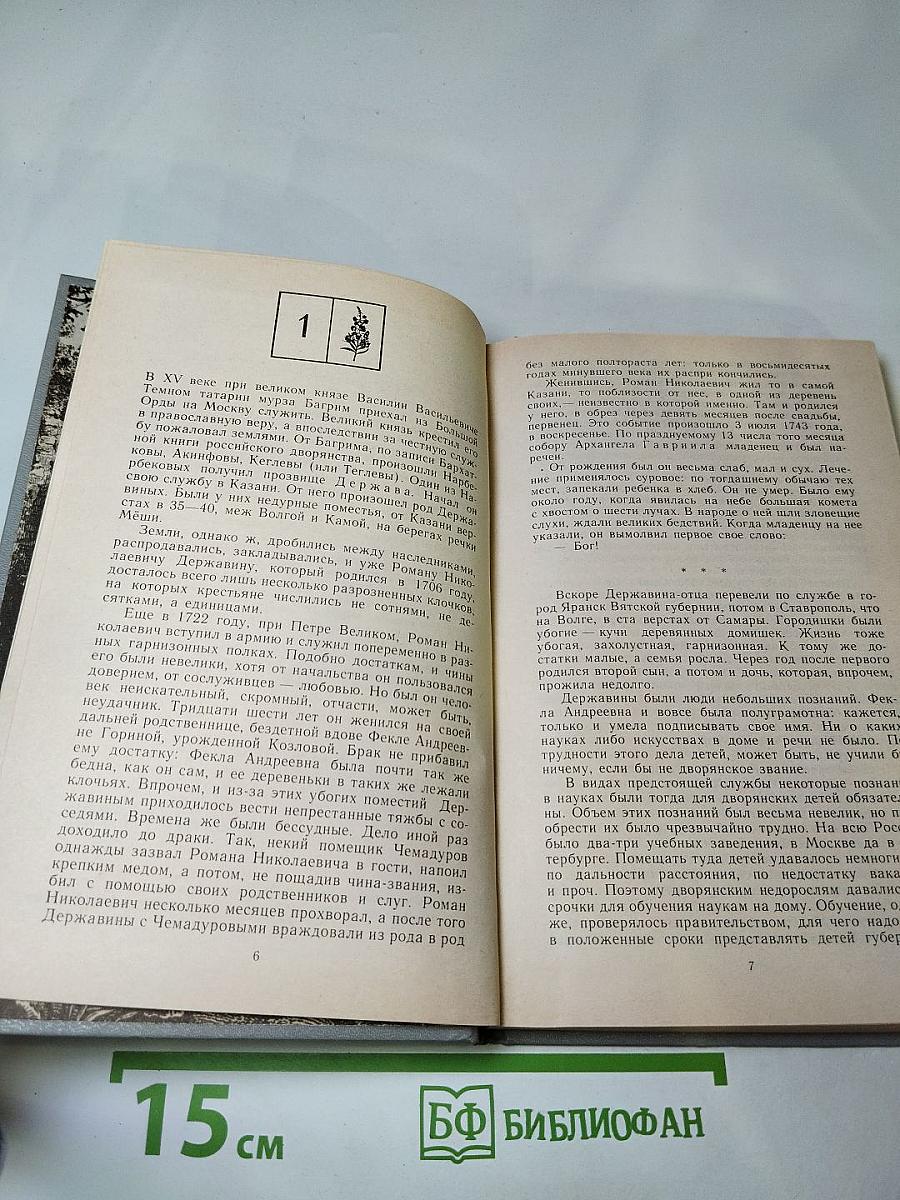 1
В XV веке при великом князе Василии Васильевиче
Темном татарин мурза Багрим приехал из Большой
Орды на Москву служить. Великий князь крестил его
в православную веру, а впоследствии за честную служ-
бу пожаловал землями. От Багрима, по записи Бархат-
ной книги российского дворянства, произошли Нарбе-
ковы, Акинфовы, Кеглевы (или Теглевы). Один из На-
рбековых получил прозвище Держава. Начал он
свою службу в Казани. От него произошел род Держа-
виных. Были у них недурные поместья, от Казани вер-
стах в 35—40, меж Волгой и Камой, на берегах речки
Мёши.
Земли, однако ж, дробились между наследниками,
распродавались, закладывались, и уже Роману Нико-
лаевичу Державину, который родился в 1706 году,
досталось всего лишь несколько разрозненных клочков,
на которых крестьяне числились не сотнями, не де-
сятками, а единицами.
Еще в 1722 году, при Петре Великом, Роман Ни-
колаевич вступил в армию и служил попеременно в раз-
ных гарнизонных полках. Подобно достаткам, и чины
его были невелики, хотя от начальства он пользовался
доверием, от сослуживцев — любовью. Но был он чело-
век неискательный, скромный, отчасти, может быть,
неудачник. Тридцати шести лет он женился на своей
дальней родственнице, бездетной вдове Фекле Андреев-
не Гориной, урожденной Козловой. Брак не прибавил
ему достатку: Фекла Андреевна была почти так же
бедна, как он сам, и ее деревеньки в таких же лежали
клочьях. Впрочем, и из-за этих убогих поместий Дер-
жавиным приходилось вести непрестанные тяжбы с со-
седями. Времена же были бессудные. Дело иной раз
доходило до драки. Так, некий помещик Чемадуров
однажды зазвал Романа Николаевича в гости, напоил
крепким медом, а потом, не пощадив чина-звания, из-
бил с помощью своих родственников и слуг. Роман
Николаевич несколько месяцев прохворал, а после того
Державины с Чемадуровыми враждовали из рода в род
6
без малого полтораста лет: только в восьмидесятых
годах минувшего века их распри кончились.
Женившись, Роман Николаевич жил то в самой
Казани, то поблизости от нее, в одной из деревень
своих,— неизвестно в которой именно. Там и родился
у него, в обрез через девять месяцев после свадьбы,
первенец. Это событие произошло 3 июля 1743 года,
в воскресенье. По празднуемому 13 числа того месяца
собору Архангела Гавриила младенец и был на-
речен.
От рождения был он весьма слаб, мал и сух. Лече-
ние применялось суровое: по тогдашнему обычаю тех
мест, запекали ребенка в хлеб. Он не умер. Было ему
около году, когда явилась на небе большая комета
с хвостом о шести лучах. В народе о ней шли зловещие
слухи, ждали великих бедствий. Когда младенцу на нее
указали, он вымолвил первое свое слово:
— Бог!
* * *
Вскоре Державина-отца перевели по службе в го-
род Яранск Вятской губернии, потом в Ставрополь, что
на Волге, в ста верстах от Самары. Городишки были
убогие — кучи деревянных домишек. Жизнь тоже
убогая, захолустная, гарнизонная. К тому же до-
статки малые, а семья росла. Через год после первого
родился второй сын, а потом и дочь, которая, впрочем,
прожила недолго.
Державины были люди небольших познаний. Фек-
ла Андреевна и вовсе была полуграмотна: кажется,
только и умела подписывать свое имя. Ни о каких
науках либо искусствах в доме и речи не было. По
трудности этого дела детей, может быть, не учили б
ничему, если бы не дворянское звание.
В видах предстоящей службы некоторые познани
в науках были тогда для дворянских детей обязател
ны. Объем этих познаний был весьма невелик, но п
обрести их было чрезвычайно трудно. На всю Росс
было два-три учебных заведения, в Москве да в
тербурге. Помещать туда детей удавалось немноги
по дальности расстояния, по недостатку вака
и проч. Поэтому дворянским недорослям давалис
срочки для обучения наукам на дому. Обучение, од
же, проверялось правительством, для чего надо
в положенные сроки представлять детей губер
7
15 см
БФ БИБЛИОФАН